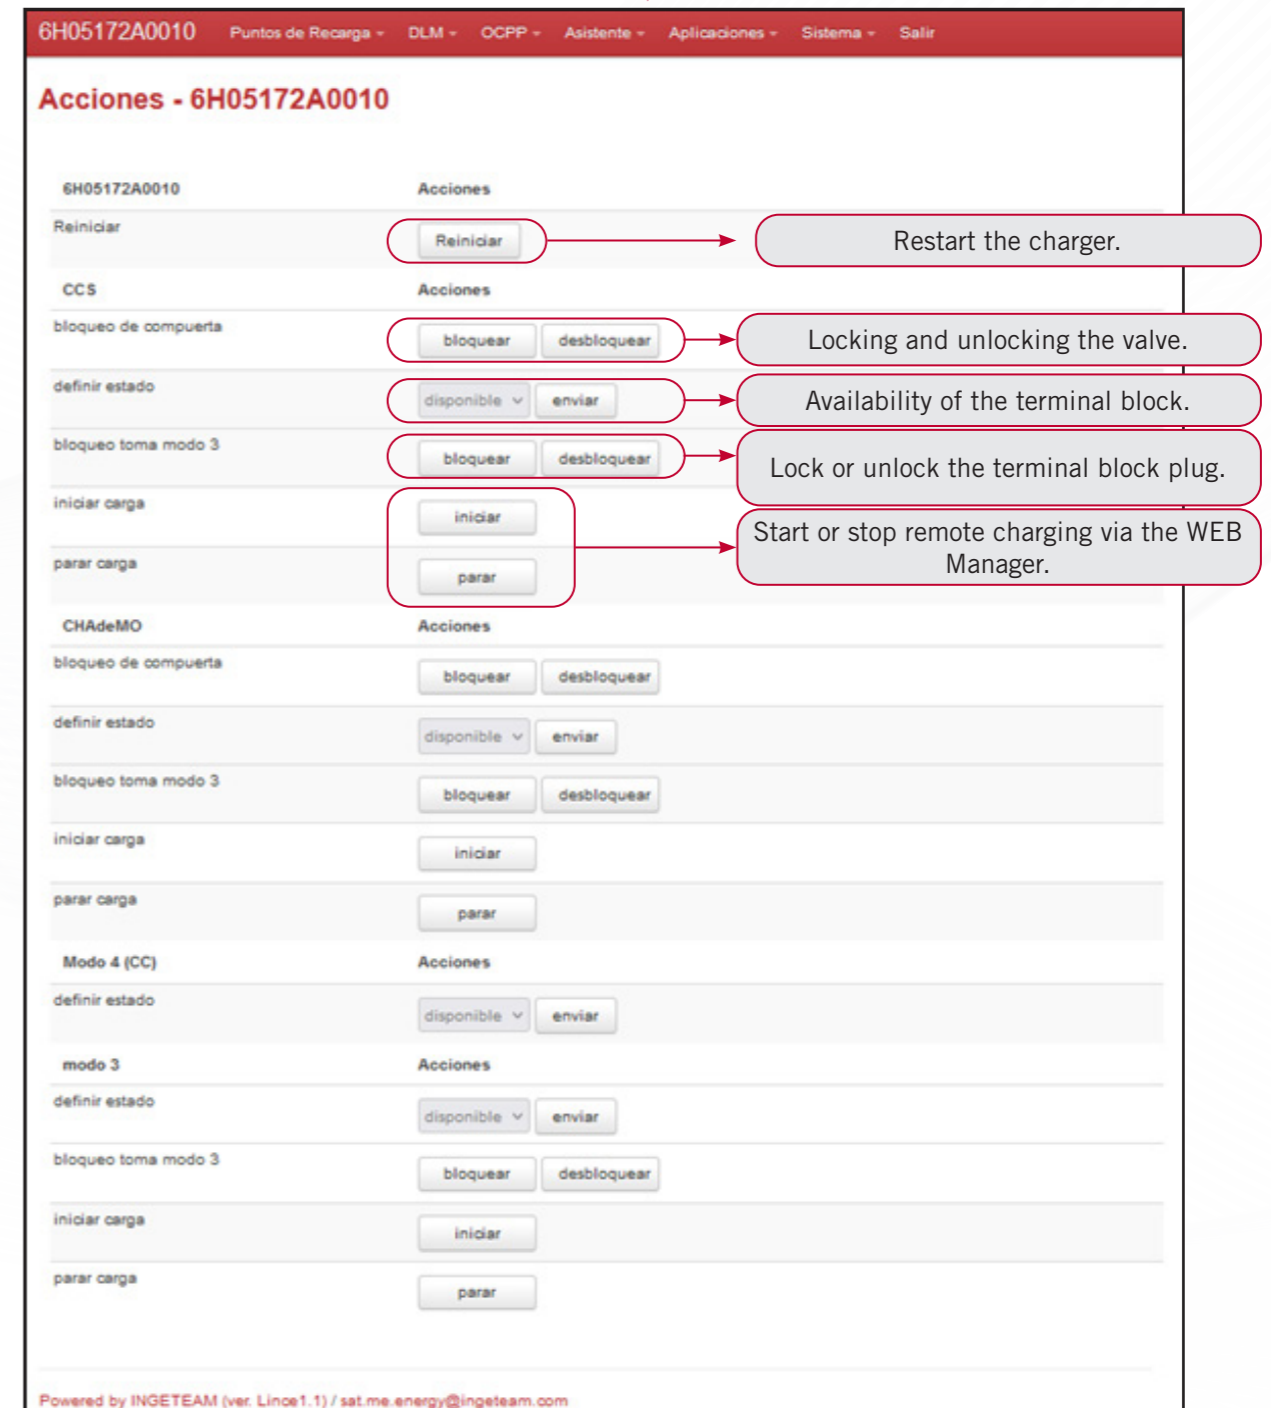 6H05172A0010 Puntos de Recarga DLM OCPP Asistente Aplicaciones Sistema Salir
Acciones - 6H05172A0010
6H05172A0010 Acciones
Reiniciar Reiniciar Restart the charger.
CCS Acciones
bloqueo de compuerta bloquear desbloquear Locking and unlocking the valve.
definir estado disponible enviar Availability of the terminal block.
bloqueo toma modo 3 bloquear desbloquear Lock or unlock the terminal block plug.
iniciar carga iniciar Start or stop remote charging via the WEB
Manager.
parar carga parar
CHAdeMO Acciones
bloqueo de compuerta bloquear desbloquear
definir estado disponible enviar
bloqueo toma modo 3 bloquear desbloquear
iniciar carga iniciar
parar carga parar
Modo 4 (CC) Acciones
definir estado disponible enviar
modo 3 Acciones
definir estado disponible enviar
bloqueo toma modo 3 bloquear desbloquear
iniciar carga iniciar
parar carga parar
Powered by INGETEAM (ver. Lince1.1) / sat.me.energy@ingeteam.com